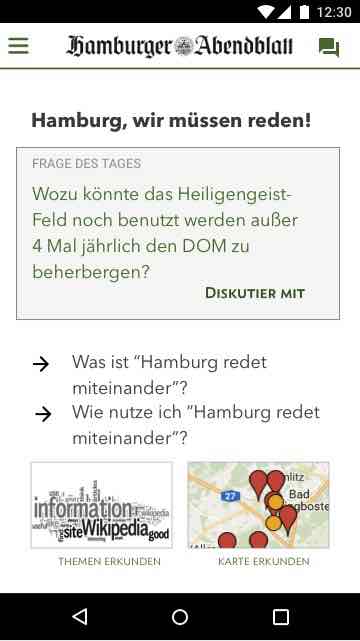 12:30
Hamburger Abendblatt
Hamburg, wir müssen reden!
FRAGE DES TAGES
Wozu könnte das Heiligengeist-
Feld noch benutzt werden außer
4 Mal jährlich den DOM zu
beherbergen?
DISKUTIER MIT
Was ist “Hamburg redet
miteinander”?
Wie nutze ich “Hamburg redet
miteinander”?
information
wikipedia
useful
site Wikipedia good
27
Bad
THEMEN ERKUNDEN
KARTE ERKUNDEN